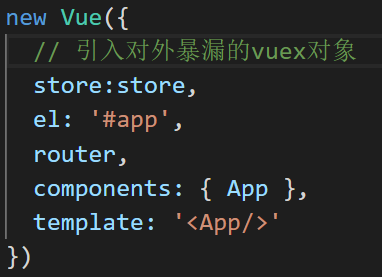 new Vue({
  // 引入对外暴漏的vuex对象
  store:store,
  el: '#app',
  router,
  components: { App },
  template: '<App/>'
})